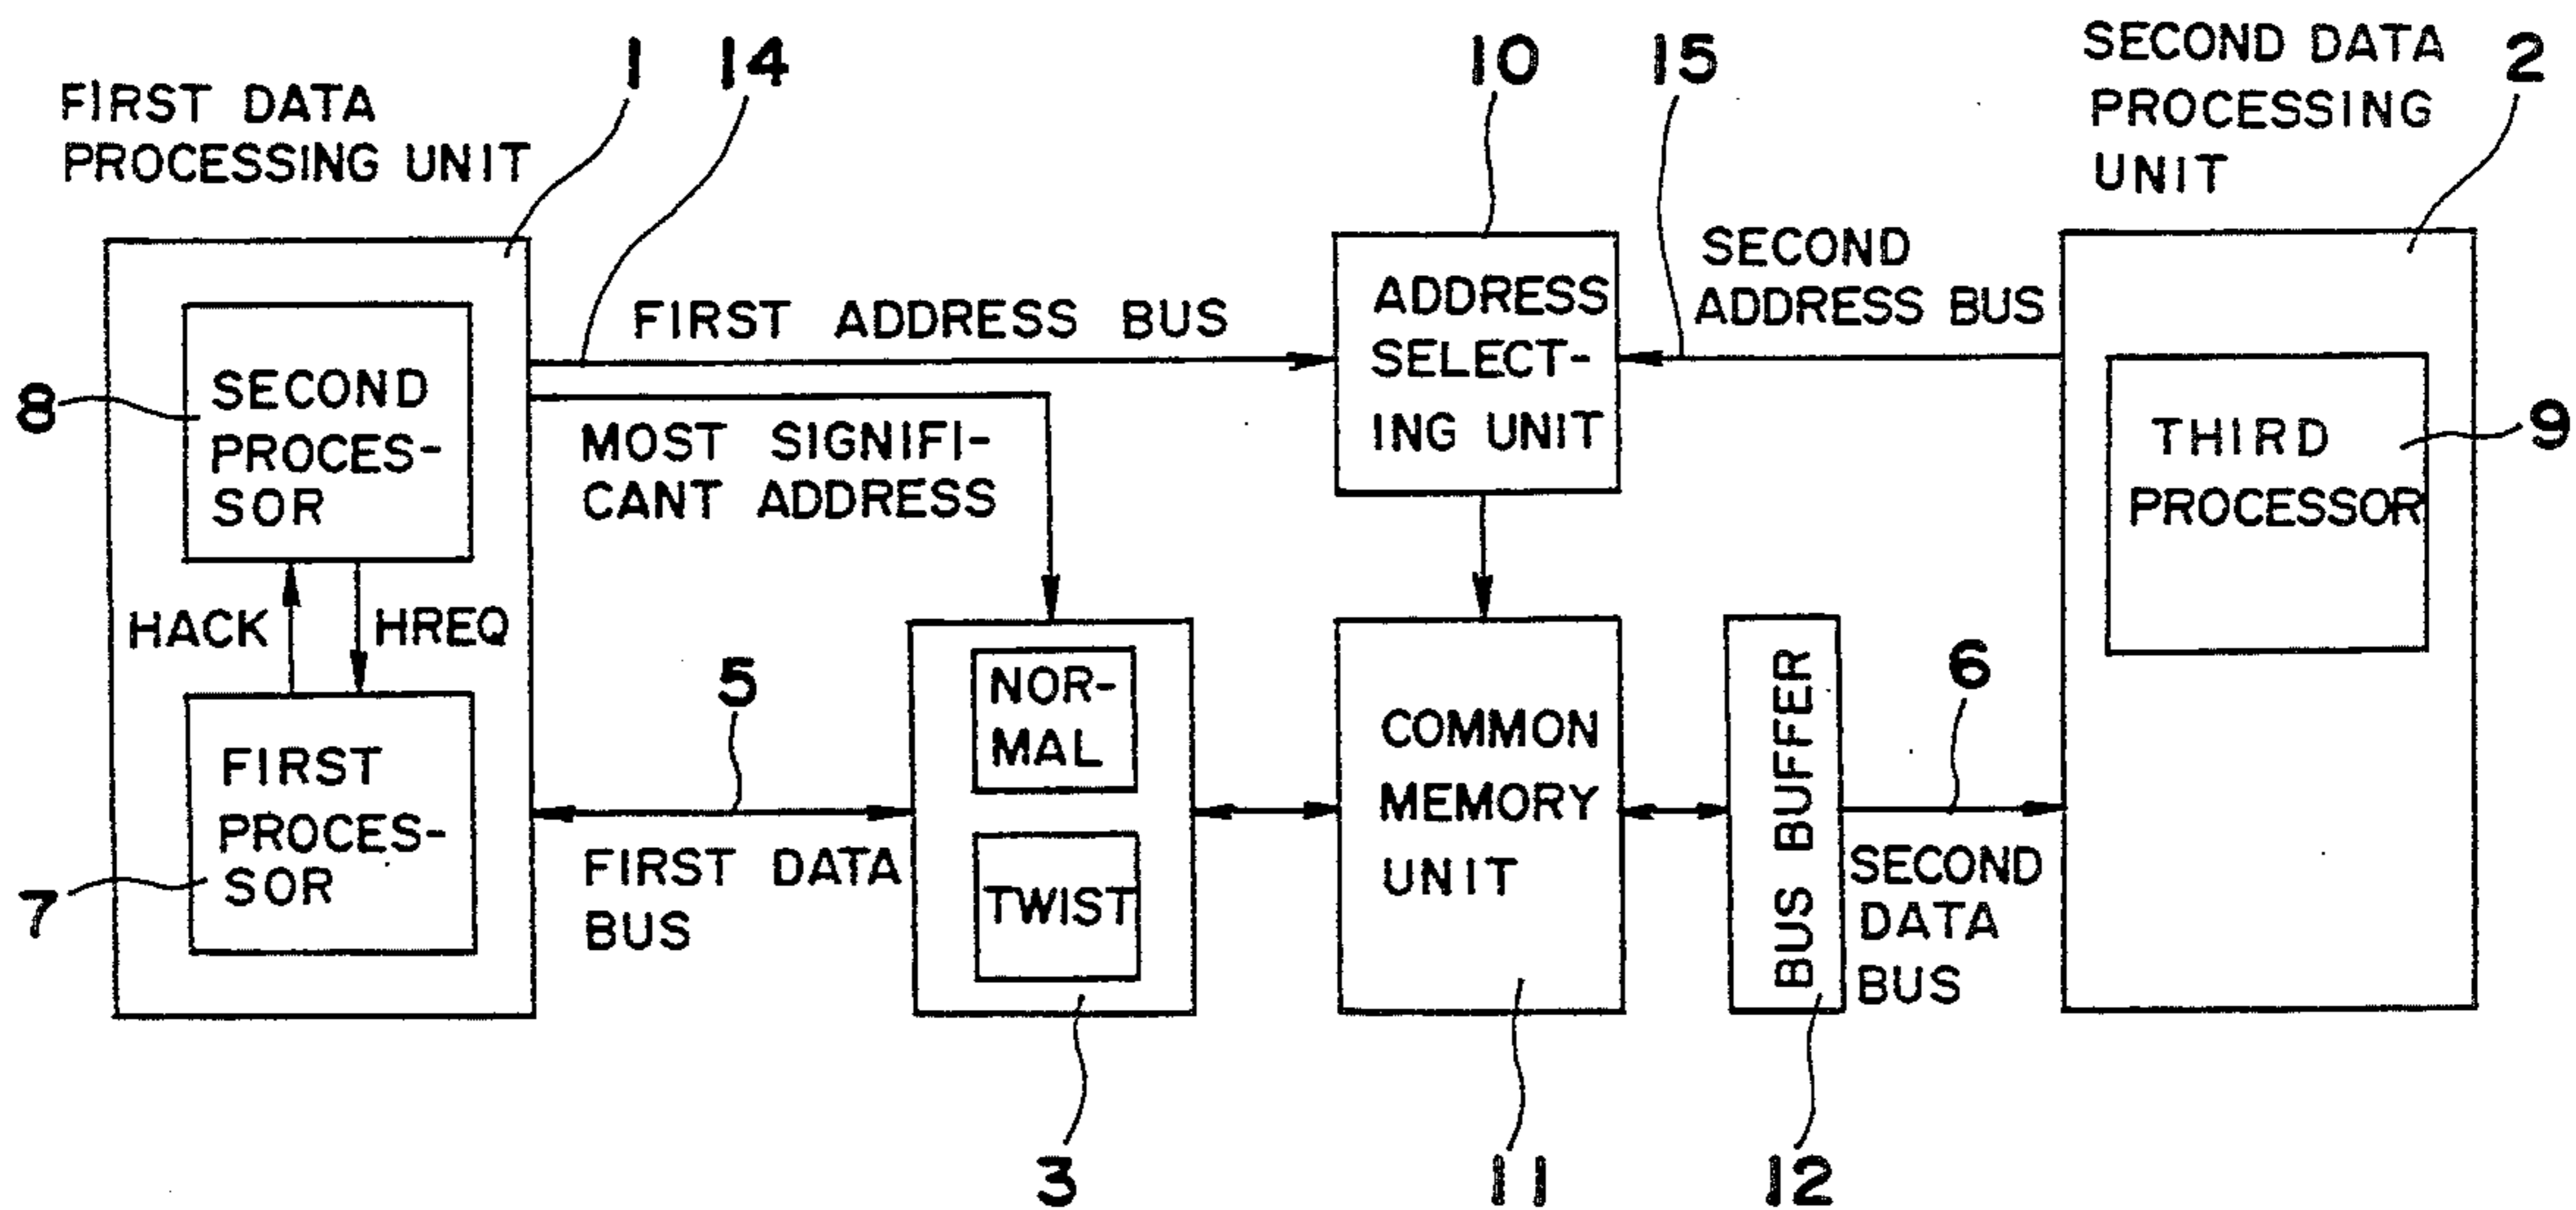 1
14
10
15
SECOND DATA
PROCESSING
UNIT
2
FIRST DATA
PROCESSING UNIT
FIRST ADDRESS BUS
ADDRESS
SELECT-
ING UNIT
SECOND
ADDRESS BUS
8
SECOND
PROCES-
SOR
MOST SIGNIFI-
CANT ADDRESS
THIRD
PROCESSOR
9
HACK
HREQ
5
NOR-
MAL
TWIST
COMMON
MEMORY
UNIT
BUS BUFFER
6
FIRST
PROCES-
SOR
7
FIRST DATA
BUS
SECOND
DATA
BUS
3
11
12